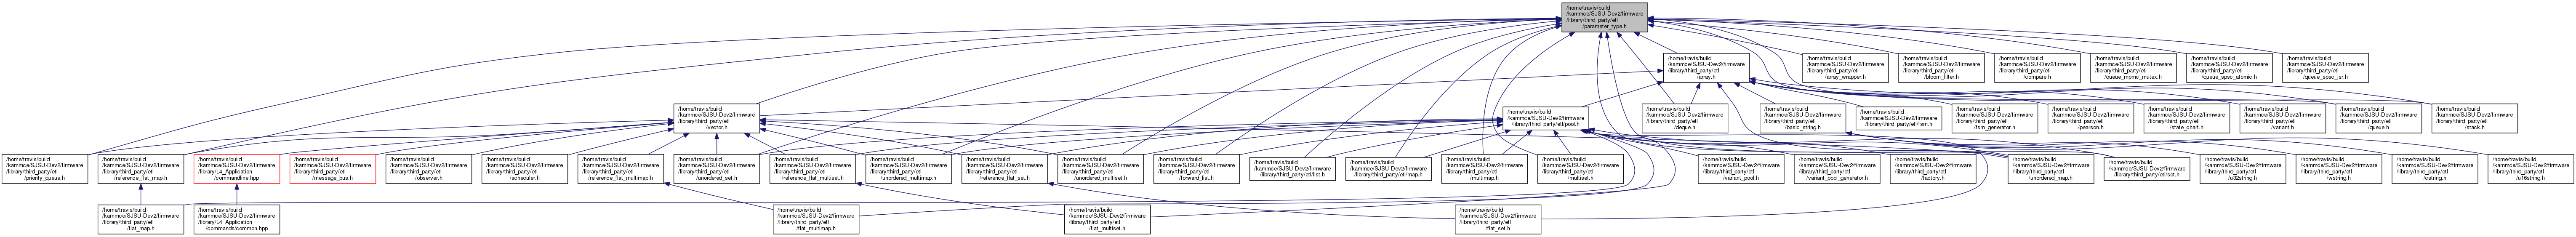 /home/travis/build
/kammce/SJSU-Dev2/firmware
/library/third_party/etl
/parameter_type.h
/home/travis/build
/kammce/SJSU-Dev2/firmware
/library/third_party/etl
/array.h
/home/travis/build
/kammce/SJSU-Dev2/firmware
/library/third_party/etl
/array_wrapper.h
/home/travis/build
/kammce/SJSU-Dev2/firmware
/library/third_party/etl
/bloom_filter.h
/home/travis/build
/kammce/SJSU-Dev2/firmware
/library/third_party/etl
/compare.h
/home/travis/build
/kammce/SJSU-Dev2/firmware
/library/third_party/etl
/queue_mpmc_mutex.h
/home/travis/build
/kammce/SJSU-Dev2/firmware
/library/third_party/etl
/queue_spsc_atomic.h
/home/travis/build
/kammce/SJSU-Dev2/firmware
/library/third_party/etl
/queue_spsc_isr.h
/home/travis/build
/kammce/SJSU-Dev2/firmware
/library/third_party/etl
/vector.h
/home/travis/build
/kammce/SJSU-Dev2/firmware
/library/third_party/etl/pool.h
/home/travis/build
/kammce/SJSU-Dev2/firmware
/library/third_party/etl
/deque.h
/home/travis/build
/kammce/SJSU-Dev2/firmware
/library/third_party/etl
/basic_string.h
/home/travis/build
/kammce/SJSU-Dev2/firmware
/library/third_party/etl/fsm.h
/home/travis/build
/kammce/SJSU-Dev2/firmware
/library/third_party/etl
/fsm_generator.h
/home/travis/build
/kammce/SJSU-Dev2/firmware
/library/third_party/etl
/pearson.h
/home/travis/build
/kammce/SJSU-Dev2/firmware
/library/third_party/etl
/state_chart.h
/home/travis/build
/kammce/SJSU-Dev2/firmware
/library/third_party/etl
/variant.h
/home/travis/build
/kammce/SJSU-Dev2/firmware
/library/third_party/etl
/queue.h
/home/travis/build
/kammce/SJSU-Dev2/firmware
/library/third_party/etl
/stack.h
/home/travis/build
/kammce/SJSU-Dev2/firmware
/library/third_party/etl
/priority_queue.h
/home/travis/build
/kammce/SJSU-Dev2/firmware
/library/third_party/etl
/reference_flat_map.h
/home/travis/build
/kammce/SJSU-Dev2/firmware
/library/L4_Application
/commandline.hpp
/home/travis/build
/kammce/SJSU-Dev2/firmware
/library/third_party/etl
/message_bus.h
/home/travis/build
/kammce/SJSU-Dev2/firmware
/library/third_party/etl
/observer.h
/home/travis/build
/kammce/SJSU-Dev2/firmware
/library/third_party/etl
/scheduler.h
/home/travis/build
/kammce/SJSU-Dev2/firmware
/library/third_party/etl
/reference_flat_multimap.h
/home/travis/build
/kammce/SJSU-Dev2/firmware
/library/third_party/etl
/unordered_set.h
/home/travis/build
/kammce/SJSU-Dev2/firmware
/library/third_party/etl
/reference_flat_multiset.h
/home/travis/build
/kammce/SJSU-Dev2/firmware
/library/third_party/etl
/unordered_multimap.h
/home/travis/build
/kammce/SJSU-Dev2/firmware
/library/third_party/etl
/reference_flat_set.h
/home/travis/build
/kammce/SJSU-Dev2/firmware
/library/third_party/etl
/unordered_multiset.h
/home/travis/build
/kammce/SJSU-Dev2/firmware
/library/third_party/etl
/forward_list.h
/home/travis/build
/kammce/SJSU-Dev2/firmware
/library/third_party/etl/list.h
/home/travis/build
/kammce/SJSU-Dev2/firmware
/library/third_party/etl/map.h
/home/travis/build
/kammce/SJSU-Dev2/firmware
/library/third_party/etl
/multimap.h
/home/travis/build
/kammce/SJSU-Dev2/firmware
/library/third_party/etl
/multiset.h
/home/travis/build
/kammce/SJSU-Dev2/firmware
/library/third_party/etl
/variant_pool.h
/home/travis/build
/kammce/SJSU-Dev2/firmware
/library/third_party/etl
/variant_pool_generator.h
/home/travis/build
/kammce/SJSU-Dev2/firmware
/library/third_party/etl
/factory.h
/home/travis/build
/kammce/SJSU-Dev2/firmware
/library/third_party/etl
/unordered_map.h
/home/travis/build
/kammce/SJSU-Dev2/firmware
/library/third_party/etl/set.h
/home/travis/build
/kammce/SJSU-Dev2/firmware
/library/third_party/etl
/u32string.h
/home/travis/build
/kammce/SJSU-Dev2/firmware
/library/third_party/etl
/wstring.h
/home/travis/build
/kammce/SJSU-Dev2/firmware
/library/third_party/etl
/cstring.h
/home/travis/build
/kammce/SJSU-Dev2/firmware
/library/third_party/etl
/u16string.h
/home/travis/build
/kammce/SJSU-Dev2/firmware
/library/third_party/etl
/flat_map.h
/home/travis/build
/kammce/SJSU-Dev2/firmware
/library/L4_Application
/commands/common.hpp
/home/travis/build
/kammce/SJSU-Dev2/firmware
/library/third_party/etl
/flat_multimap.h
/home/travis/build
/kammce/SJSU-Dev2/firmware
/library/third_party/etl
/flat_multiset.h
/home/travis/build
/kammce/SJSU-Dev2/firmware
/library/third_party/etl
/flat_set.h